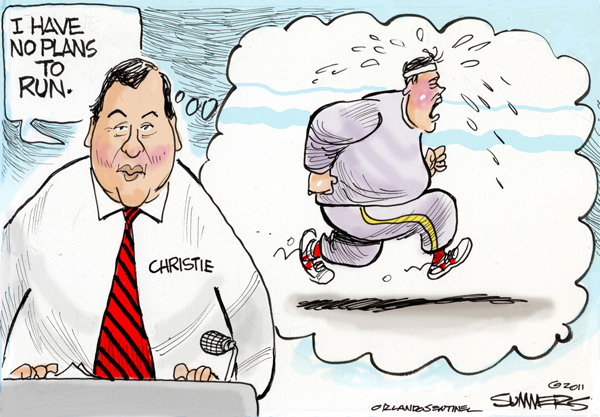 I HAVE
NO PLANS
TO
RUN.
CHRISTIE
©2011
ORLANDO SENTINEL
SUMMERS